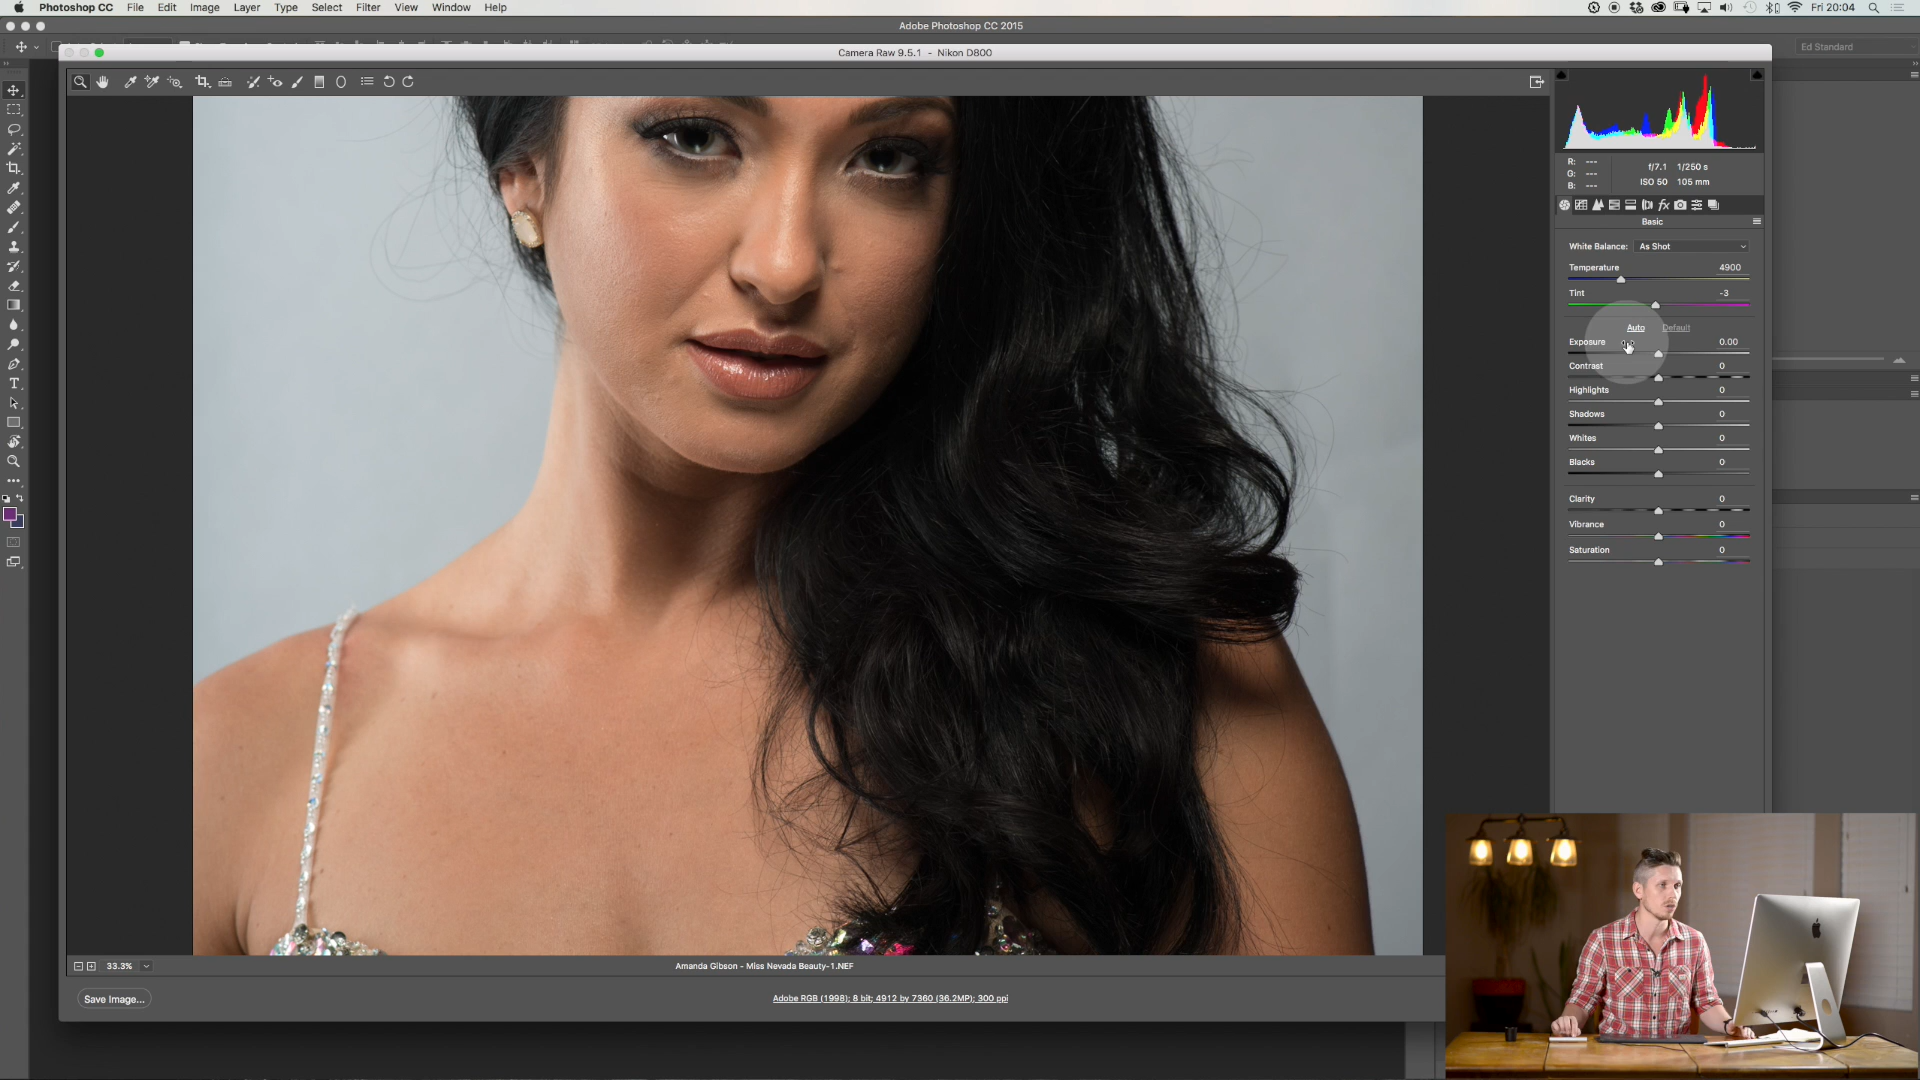 Photoshop CC File Edit Image Layer Type Select Filter View Window Help Fri 20:04
Adobe Photoshop CC 2015
Ed Standard
Camera Raw 9.5.1 - Nikon D800
R: ---
G: ---
B: ---
f/7.1 1/250 s
ISO 50 105 mm
Basic
White Balance: As Shot
Temperature 4900
Tint -3
Auto Default
Exposure 0.00
Contrast 0
Highlights 0
Shadows 0
Whites 0
Blacks 0
Clarity 0
Vibrance 0
Saturation 0
33.3% Amanda Gibson - Miss Nevada Beauty-1.NEF
Save Image... Adobe RGB (1998); 8 bit; 4912 by 7360 (36.2MP); 300 ppi